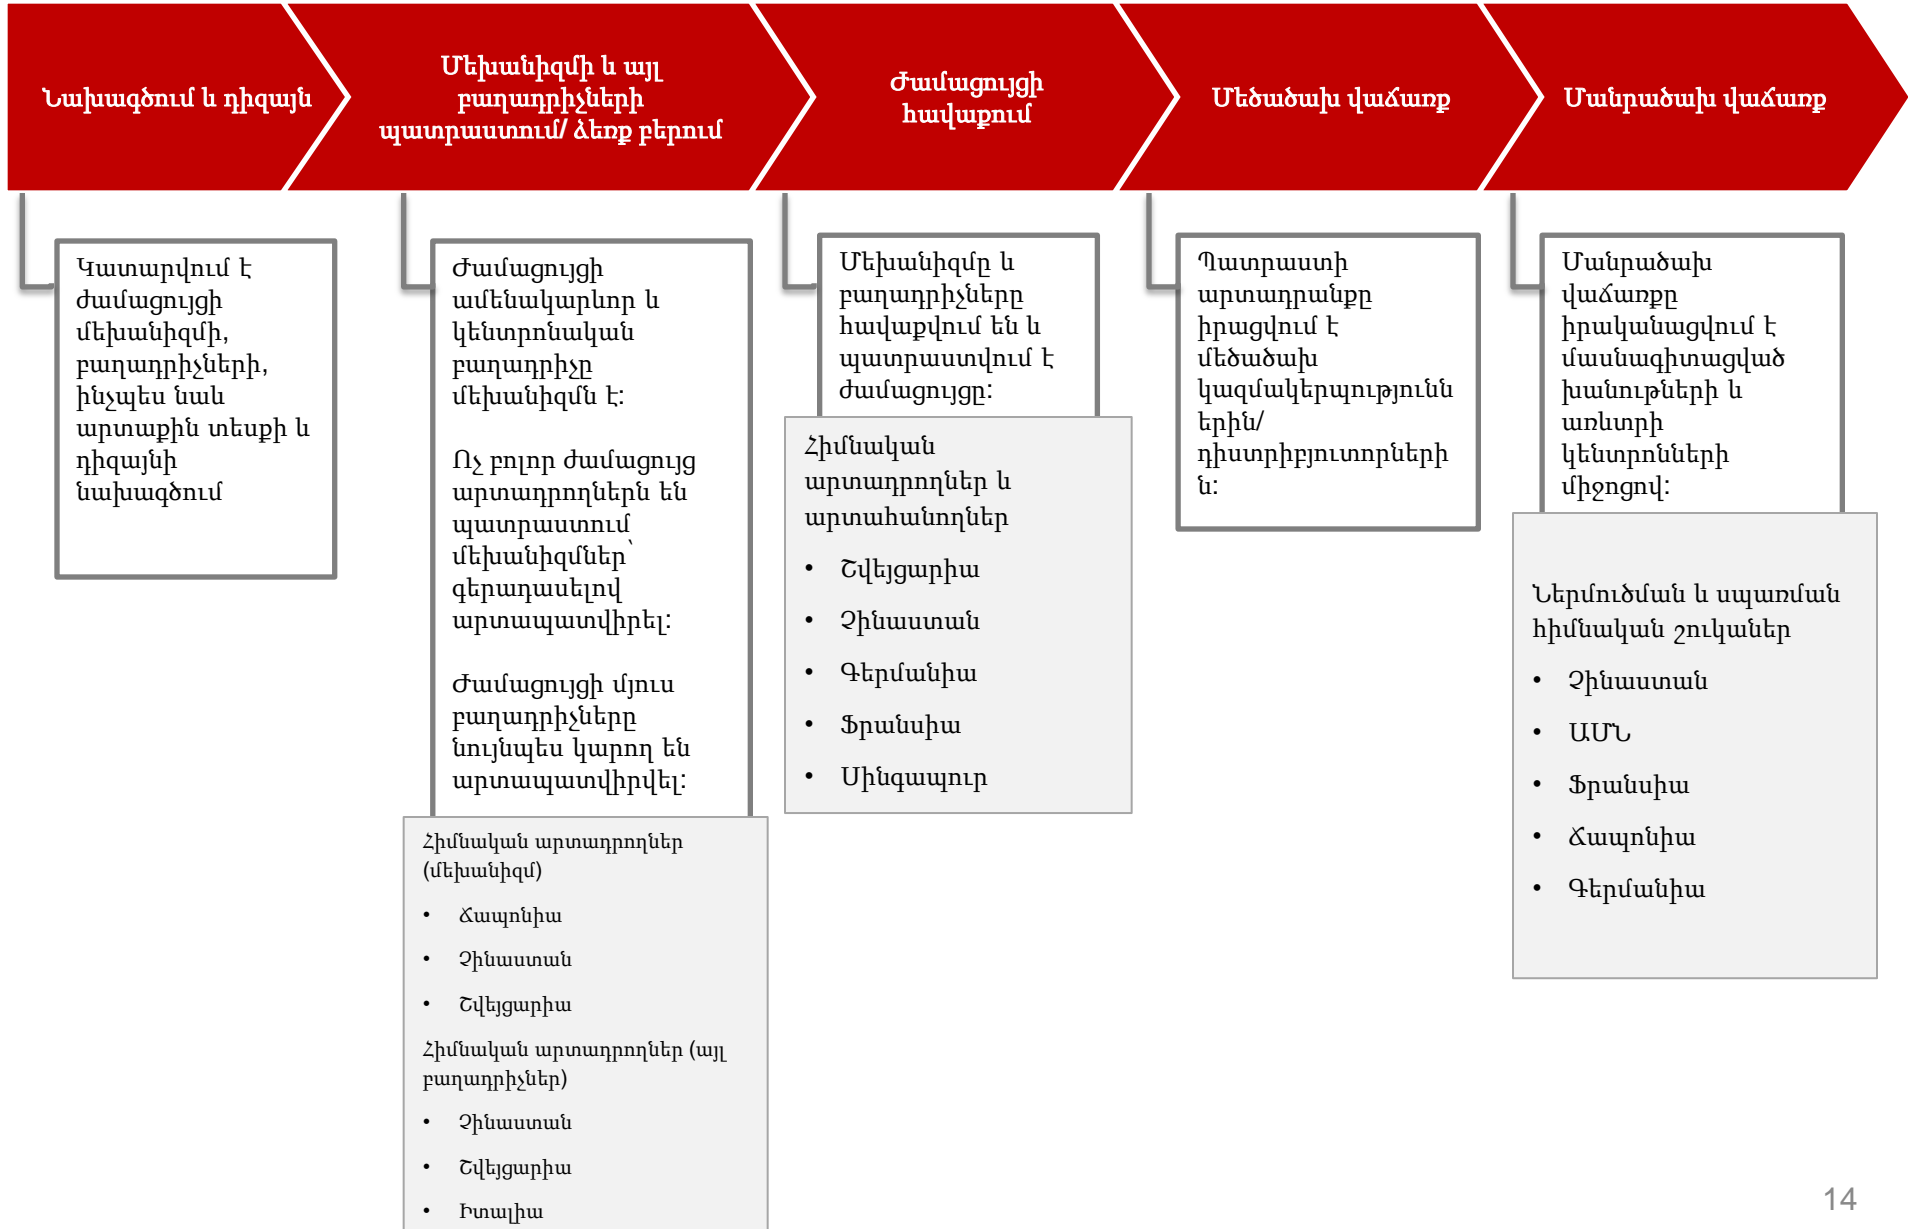 Նախագծում և դիզայն
Մեխանիզմի և այլ
բաղադրիչների
պատրաստում/ ձեռք բերում
Ժամացույցի
հավաքում
Մեծածախ վաճառք
Մանրածախ վաճառք
Կատարվում է
ժամացույցի
մեխանիզմի,
բաղադրիչների,
ինչպես նաև
արտաքին տեսքի և
դիզայնի
նախագծում
Ժամացույցի
ամենակարևոր և
կենտրոնական
բաղադրիչը
մեխանիզմն է:
Ոչ բոլոր ժամացույց
արտադրողներն են
պատրաստում
մեխանիզմներ՝
գերադասելով
արտապատվիրել:
Ժամացույցի մյուս
բաղադրիչները
նույնպես կարող են
արտապատվիրվել:
Հիմնական արտադրողներ
(մեխանիզմ)
• Ճապոնիա
• Չինաստան
• Շվեյցարիա
Հիմնական արտադրողներ (այլ
բաղադրիչներ)
• Չինաստան
• Շվեյցարիա
• Իտալիա
Մեխանիզմը և
բաղադրիչները
հավաքվում են և
պատրաստվում է
ժամացույցը:
Հիմնական
արտադրողներ և
արտահանողներ
• Շվեյցարիա
• Չինաստան
• Գերմանիա
• Ֆրանսիա
• Սինգապուր
Պատրաստի
արտադրանքը
իրացվում է
մեծածախ
կազմակերպությունն
երին/
դիստրիբյուտորների
ն:
Մանրածախ
վաճառքը
իրականացվում է
մասնագիտացված
խանութների և
առևտրի
կենտրոնների
միջոցով:
Ներմուծման և սպառման
հիմնական շուկաներ
• Չինաստան
• ԱՄՆ
• Ֆրանսիա
• Ճապոնիա
• Գերմանիա
14